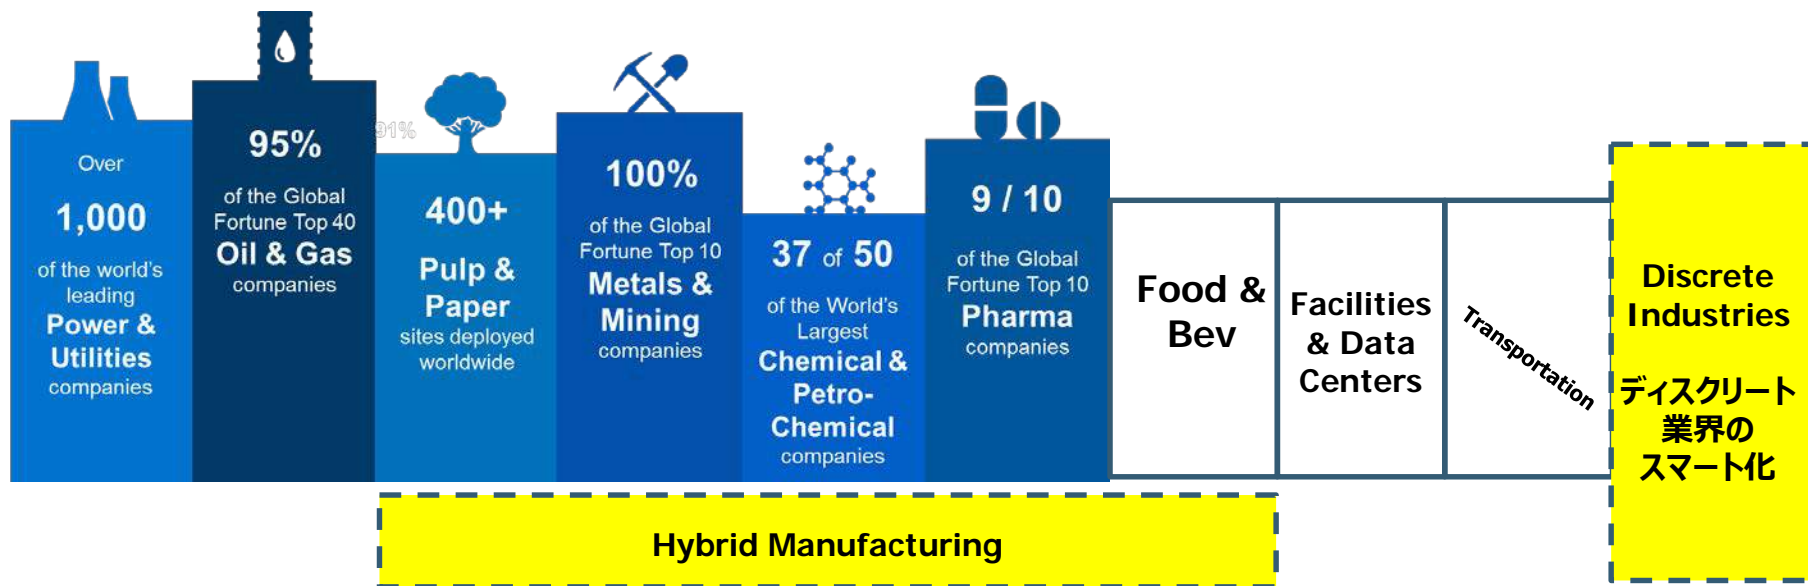 Over
1,000
of the world's
leading
Power &
Utilities
companies
95%
of the Global
Fortune Top 40
Oil & Gas
companies
91%
400+
Pulp &
Paper
sites deployed
worldwide
100%
of the Global
Fortune Top 10
Metals &
Mining
companies
37 of 50
of the World's
Largest
Chemical &
Petro-
Chemical
companies
9 / 10
of the Global
Fortune Top 10
Pharma
companies
Food &
Bev
Facilities
& Data
Centers
Transportation
Discrete
Industries
ディスクリート
業界の
スマート化
Hybrid Manufacturing